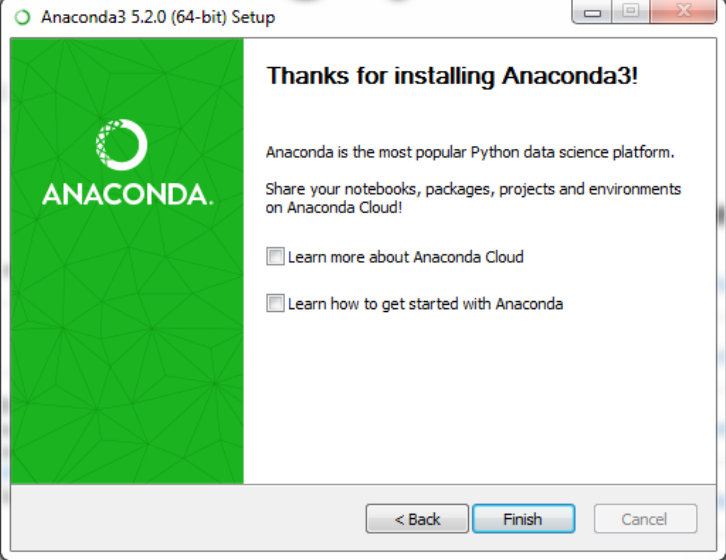 Anaconda3 5.2.0 (64-bit) Setup
ANACONDA.
Thanks for installing Anaconda3!
Anaconda is the most popular Python data science platform.
Share your notebooks, packages, projects and environments
on Anaconda Cloud!
Learn more about Anaconda Cloud
Learn how to get started with Anaconda
< Back
Finish
Cancel